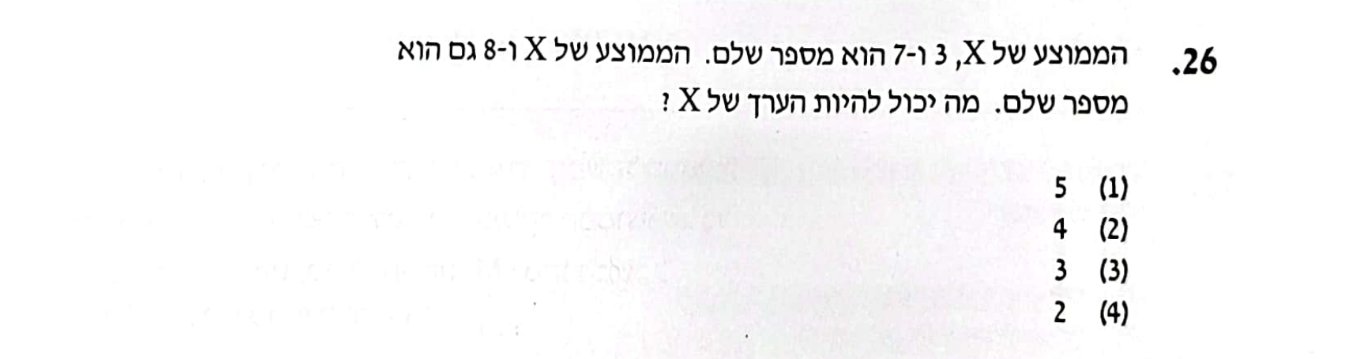 26. הממוצע של X, 3 ו-7 הוא מספר שלם. הממוצע של X ו-8 גם הוא
מספר שלם. מה יכול להיות הערך של X ?
(1) 5
(2) 4
(3) 3
(4) 2